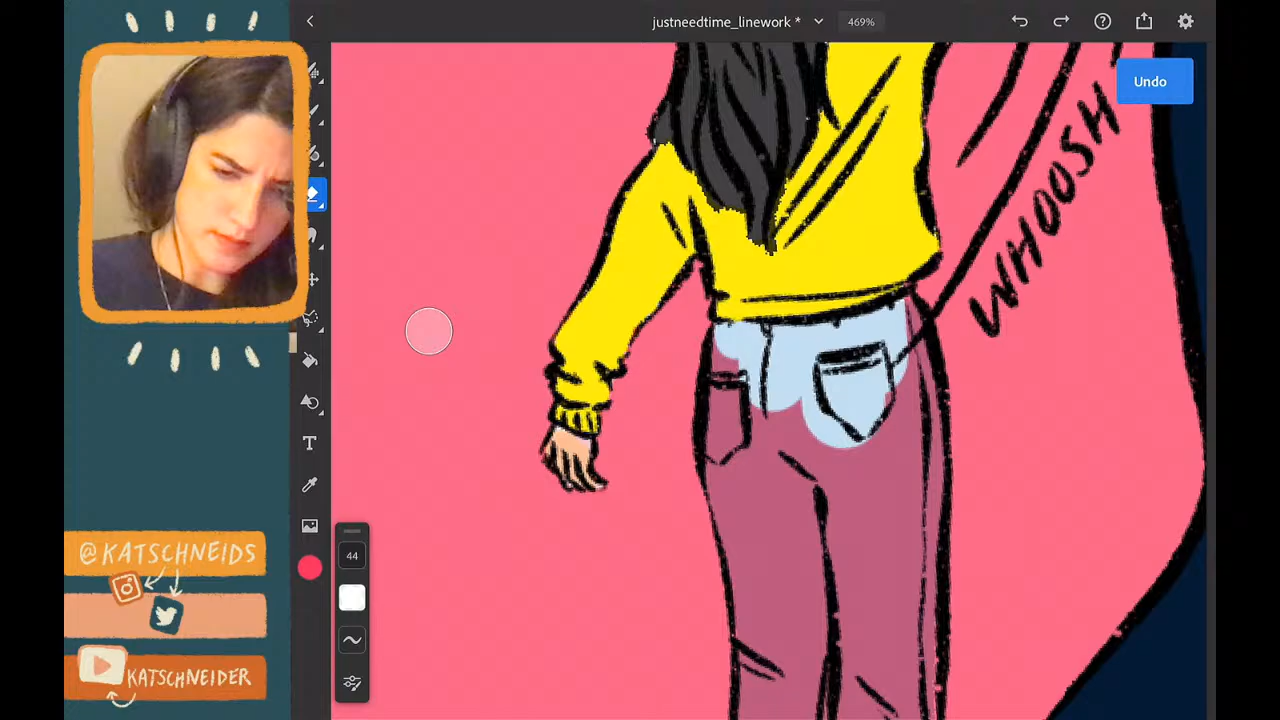 justneedtime_linework *
469%
Undo
WHOOSH
T
44
@KATSCHNEIDS
KATSCHNEIDER